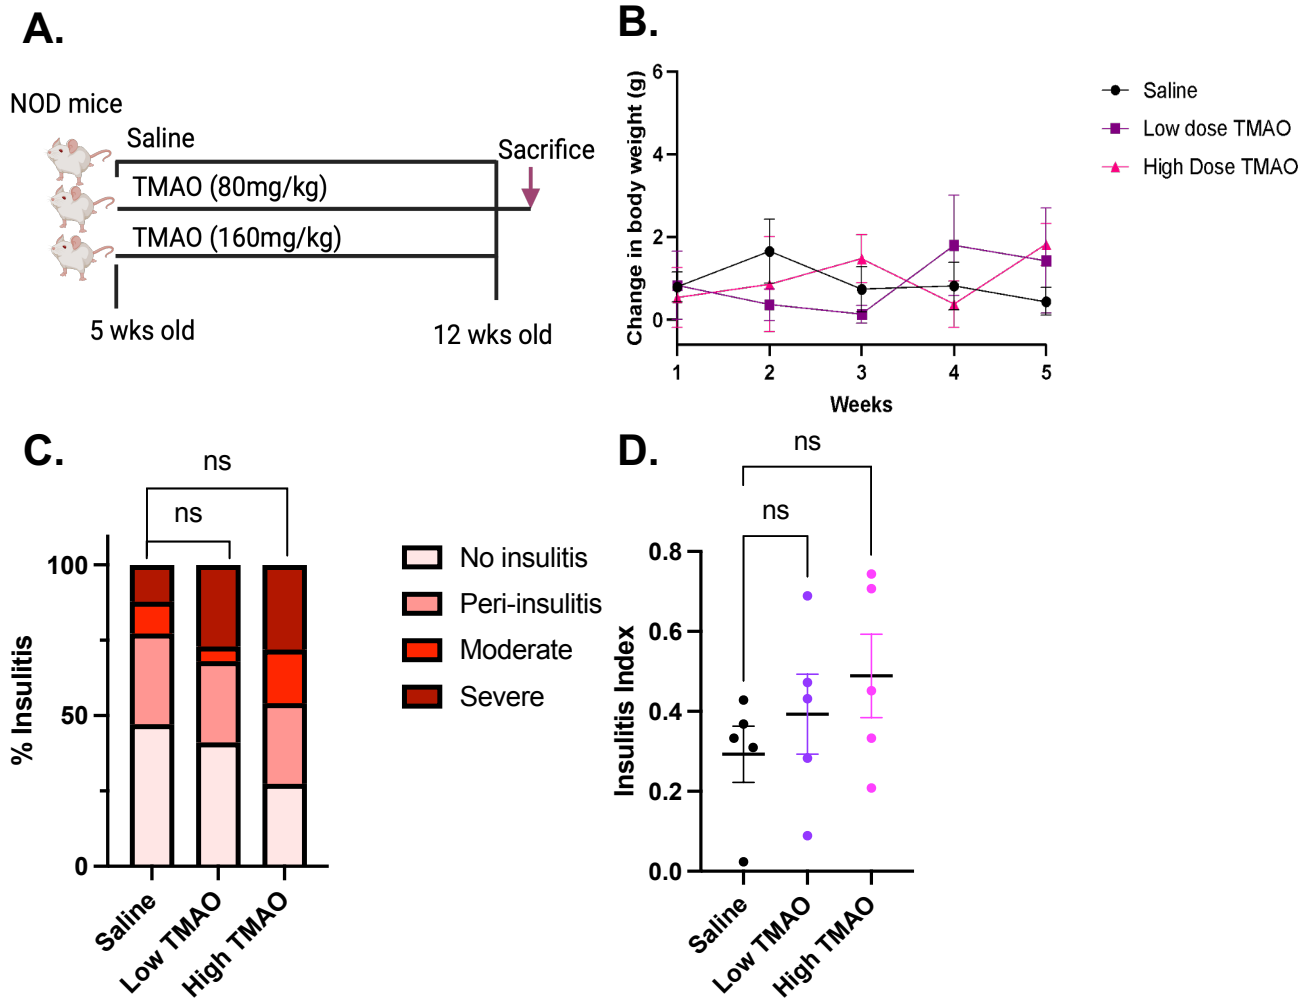 A.
NOD mice
Saline
Sacrifice
TMAO (80mg/kg)
TMAO (160mg/kg)
5 wks old
12 wks old
B.
Change in body weight (g)
6
4
2
0
1 2 3 4 5
Weeks
Saline
Low dose TMAO
High Dose TMAO
C.
ns
ns
% Insulitis
100
50
0
Saline
Low TMAO
High TMAO
No insulitis
Peri-insulitis
Moderate
Severe
D.
ns
ns
Insulitis Index
0.8
0.6
0.4
0.2
0.0
Saline
Low TMAO
High TMAO